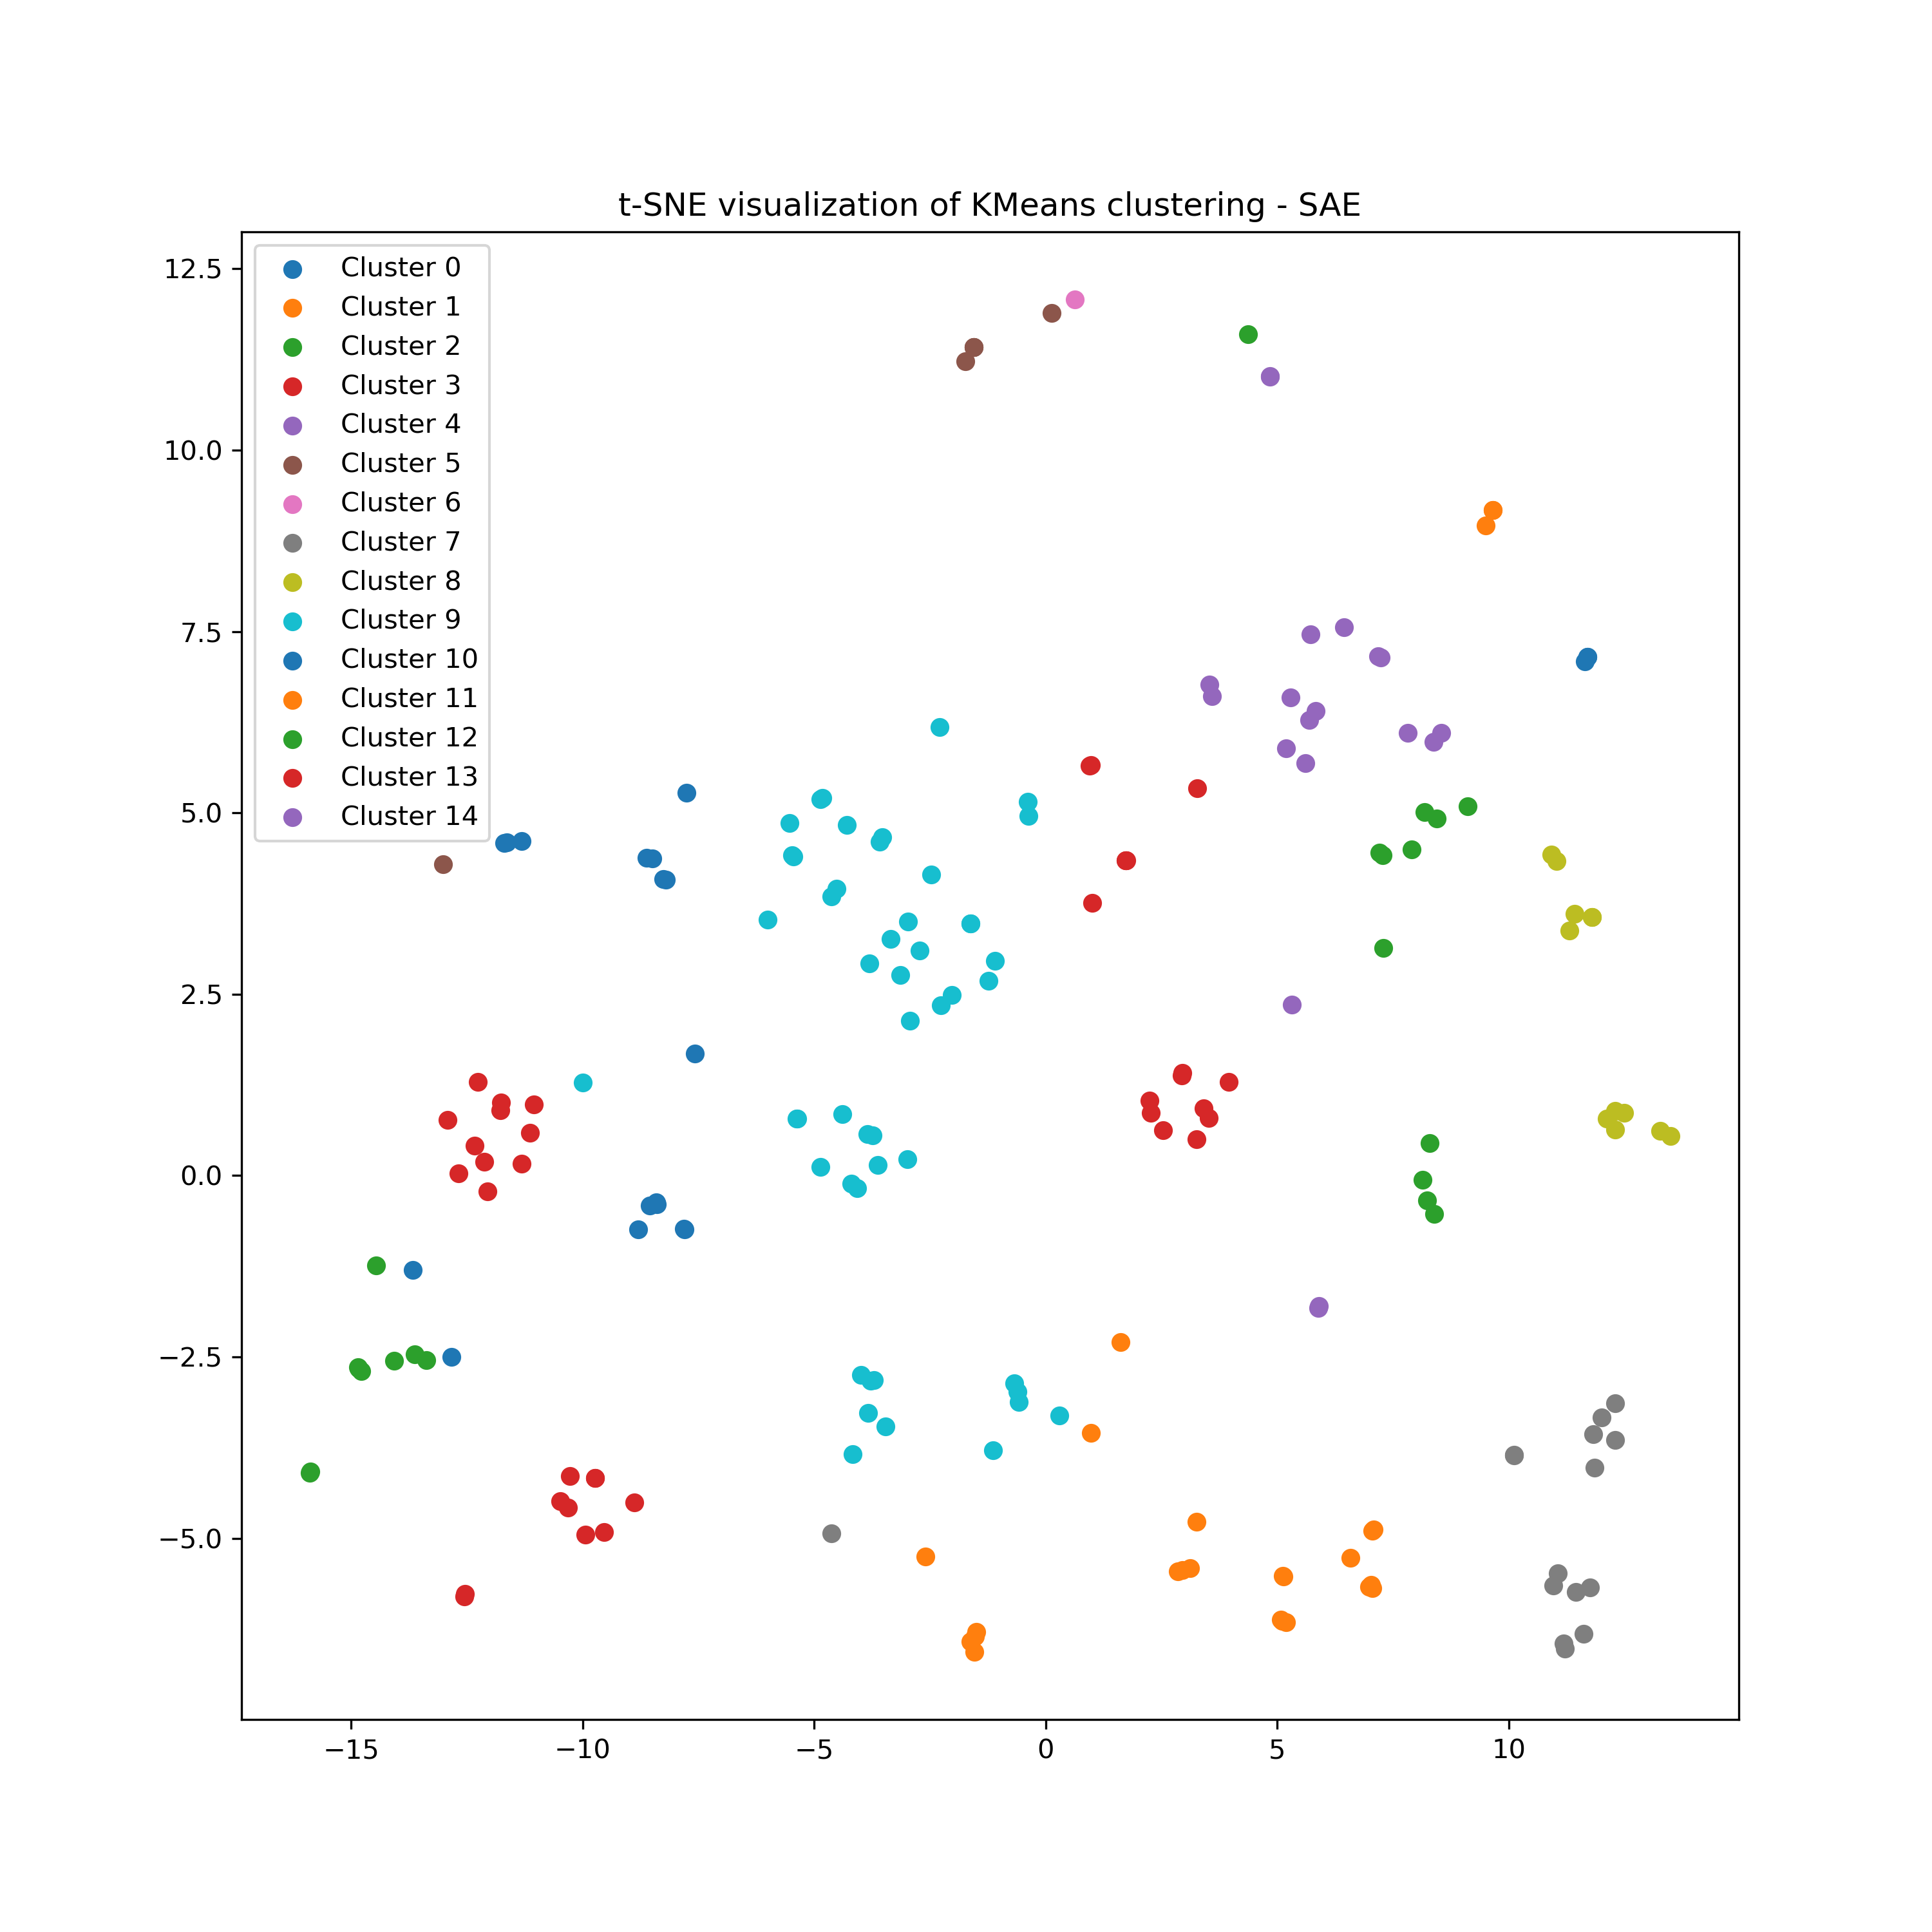 t-SNE visualization of KMeans clustering - SAE
12.5
10.0
7.5
5.0
2.5
0.0
−2.5
−5.0
Cluster 0
Cluster 1
Cluster 2
Cluster 3
Cluster 4
Cluster 5
Cluster 6
Cluster 7
Cluster 8
Cluster 9
Cluster 10
Cluster 11
Cluster 12
Cluster 13
Cluster 14
−15 −10 −5 0 5 10